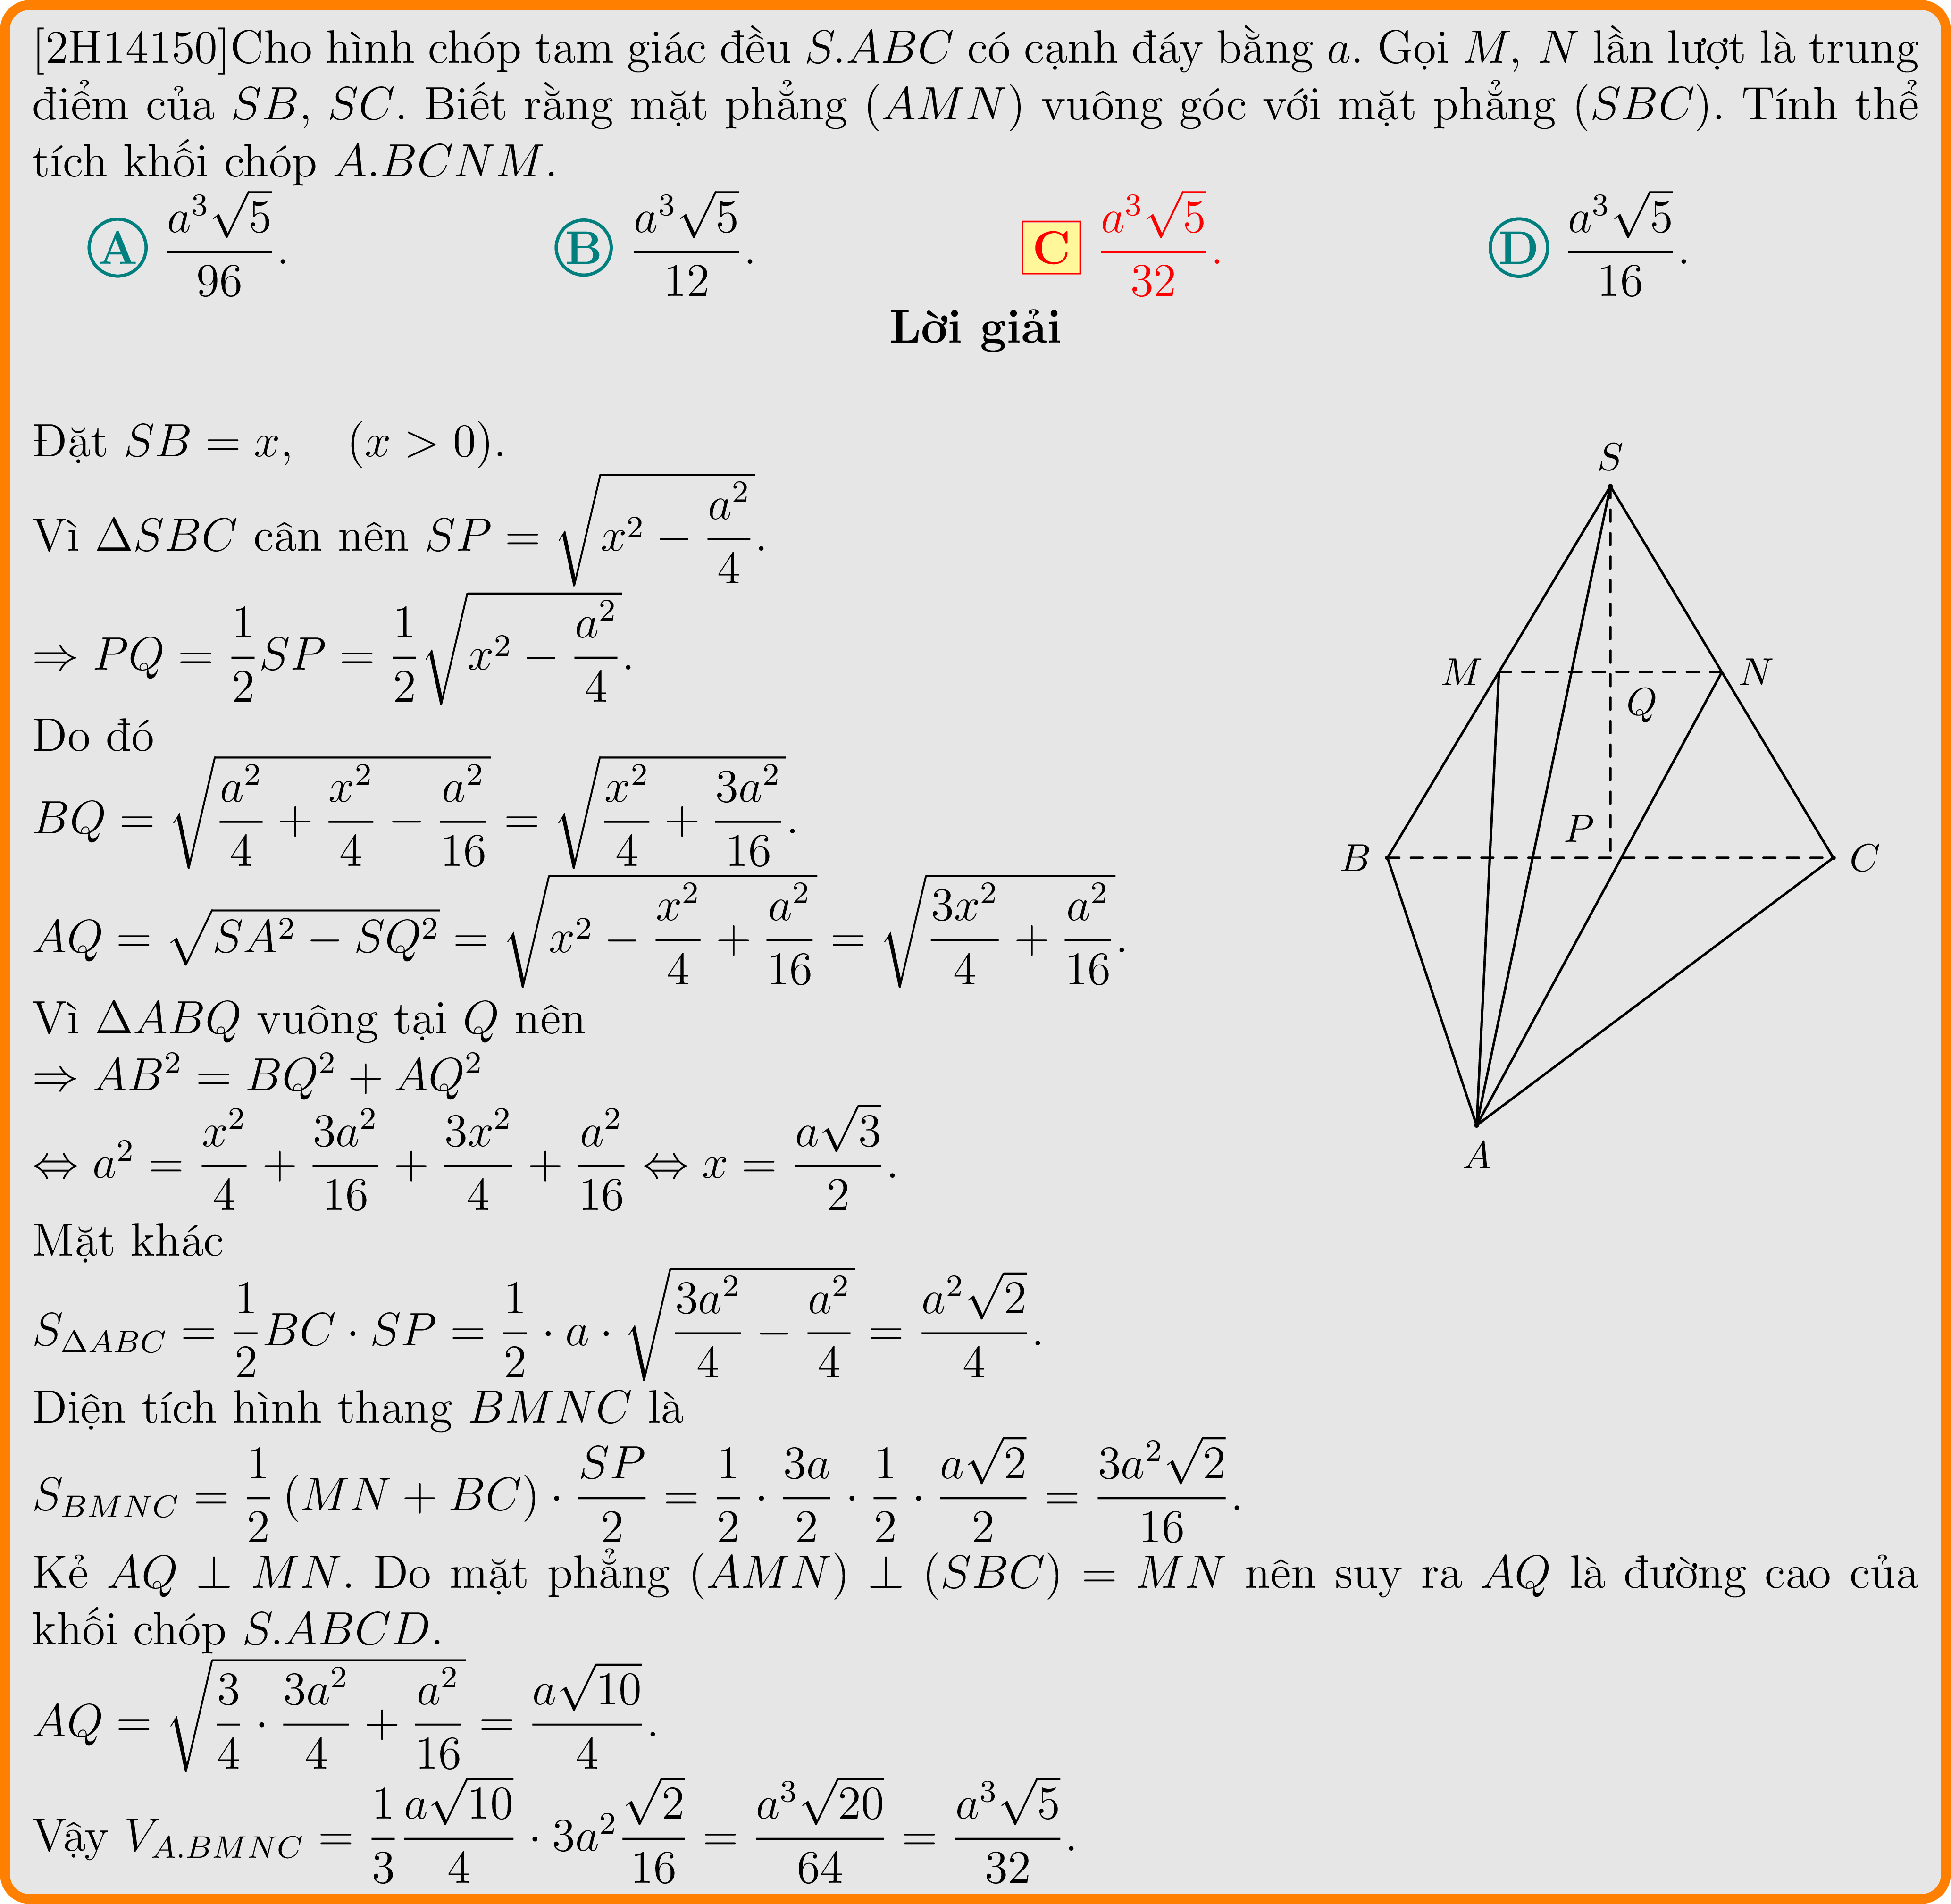 [2H14150]Cho hình chóp tam giác đều S.ABC có cạnh đáy bằng a. Gọi M, N lần lượt là trung
điểm của SB, SC. Biết rằng mặt phẳng (AMN) vuông góc với mặt phẳng (SBC). Tính thể
tích khối chóp A.BCNM.
A $\frac{a^3\sqrt{5}}{96}$. B $\frac{a^3\sqrt{5}}{12}$. C $\frac{a^3\sqrt{5}}{32}$. D $\frac{a^3\sqrt{5}}{16}$.
Lời giải
Đặt SB = x, (x > 0).
Vì ΔSBC cân nên $SP = \sqrt{x^2 - \frac{a^2}{4}}$.
$\Rightarrow PQ = \frac{1}{2}SP = \frac{1}{2}\sqrt{x^2 - \frac{a^2}{4}}$.
Do đó
$BQ = \sqrt{\frac{a^2}{4} + \frac{x^2}{4} - \frac{a^2}{16}} = \sqrt{\frac{x^2}{4} + \frac{3a^2}{16}}$.
$AQ = \sqrt{SA^2 - SQ^2} = \sqrt{x^2 - \frac{x^2}{4} + \frac{a^2}{16}} = \sqrt{\frac{3x^2}{4} + \frac{a^2}{16}}$.
Vì ΔABQ vuông tại Q nên
$\Rightarrow AB^2 = BQ^2 + AQ^2$
$\Leftrightarrow a^2 = \frac{x^2}{4} + \frac{3a^2}{16} + \frac{3x^2}{4} + \frac{a^2}{16} \Leftrightarrow x = \frac{a\sqrt{3}}{2}$.
Mặt khác
$S_{\Delta ABC} = \frac{1}{2}BC \cdot SP = \frac{1}{2} \cdot a \cdot \sqrt{\frac{3a^2}{4} - \frac{a^2}{4}} = \frac{a^2\sqrt{2}}{4}$.
Diện tích hình thang BMNC là
$S_{BMNC} = \frac{1}{2}(MN + BC) \cdot \frac{SP}{2} = \frac{1}{2} \cdot \frac{3a}{2} \cdot \frac{1}{2} \cdot \frac{a\sqrt{2}}{2} = \frac{3a^2\sqrt{2}}{16}$.
Kẻ AQ ⊥ MN. Do mặt phẳng (AMN) ⊥ (SBC) = MN nên suy ra AQ là đường cao của
khối chóp S.ABCD.
$AQ = \sqrt{\frac{3}{4} \cdot \frac{3a^2}{4} + \frac{a^2}{16}} = \frac{a\sqrt{10}}{4}$.
Vậy $V_{A.BMNC} = \frac{1}{3}\frac{a\sqrt{10}}{4} \cdot 3a^2\frac{\sqrt{2}}{16} = \frac{a^3\sqrt{20}}{64} = \frac{a^3\sqrt{5}}{32}$.
S
M
N
Q
P
B
C
A